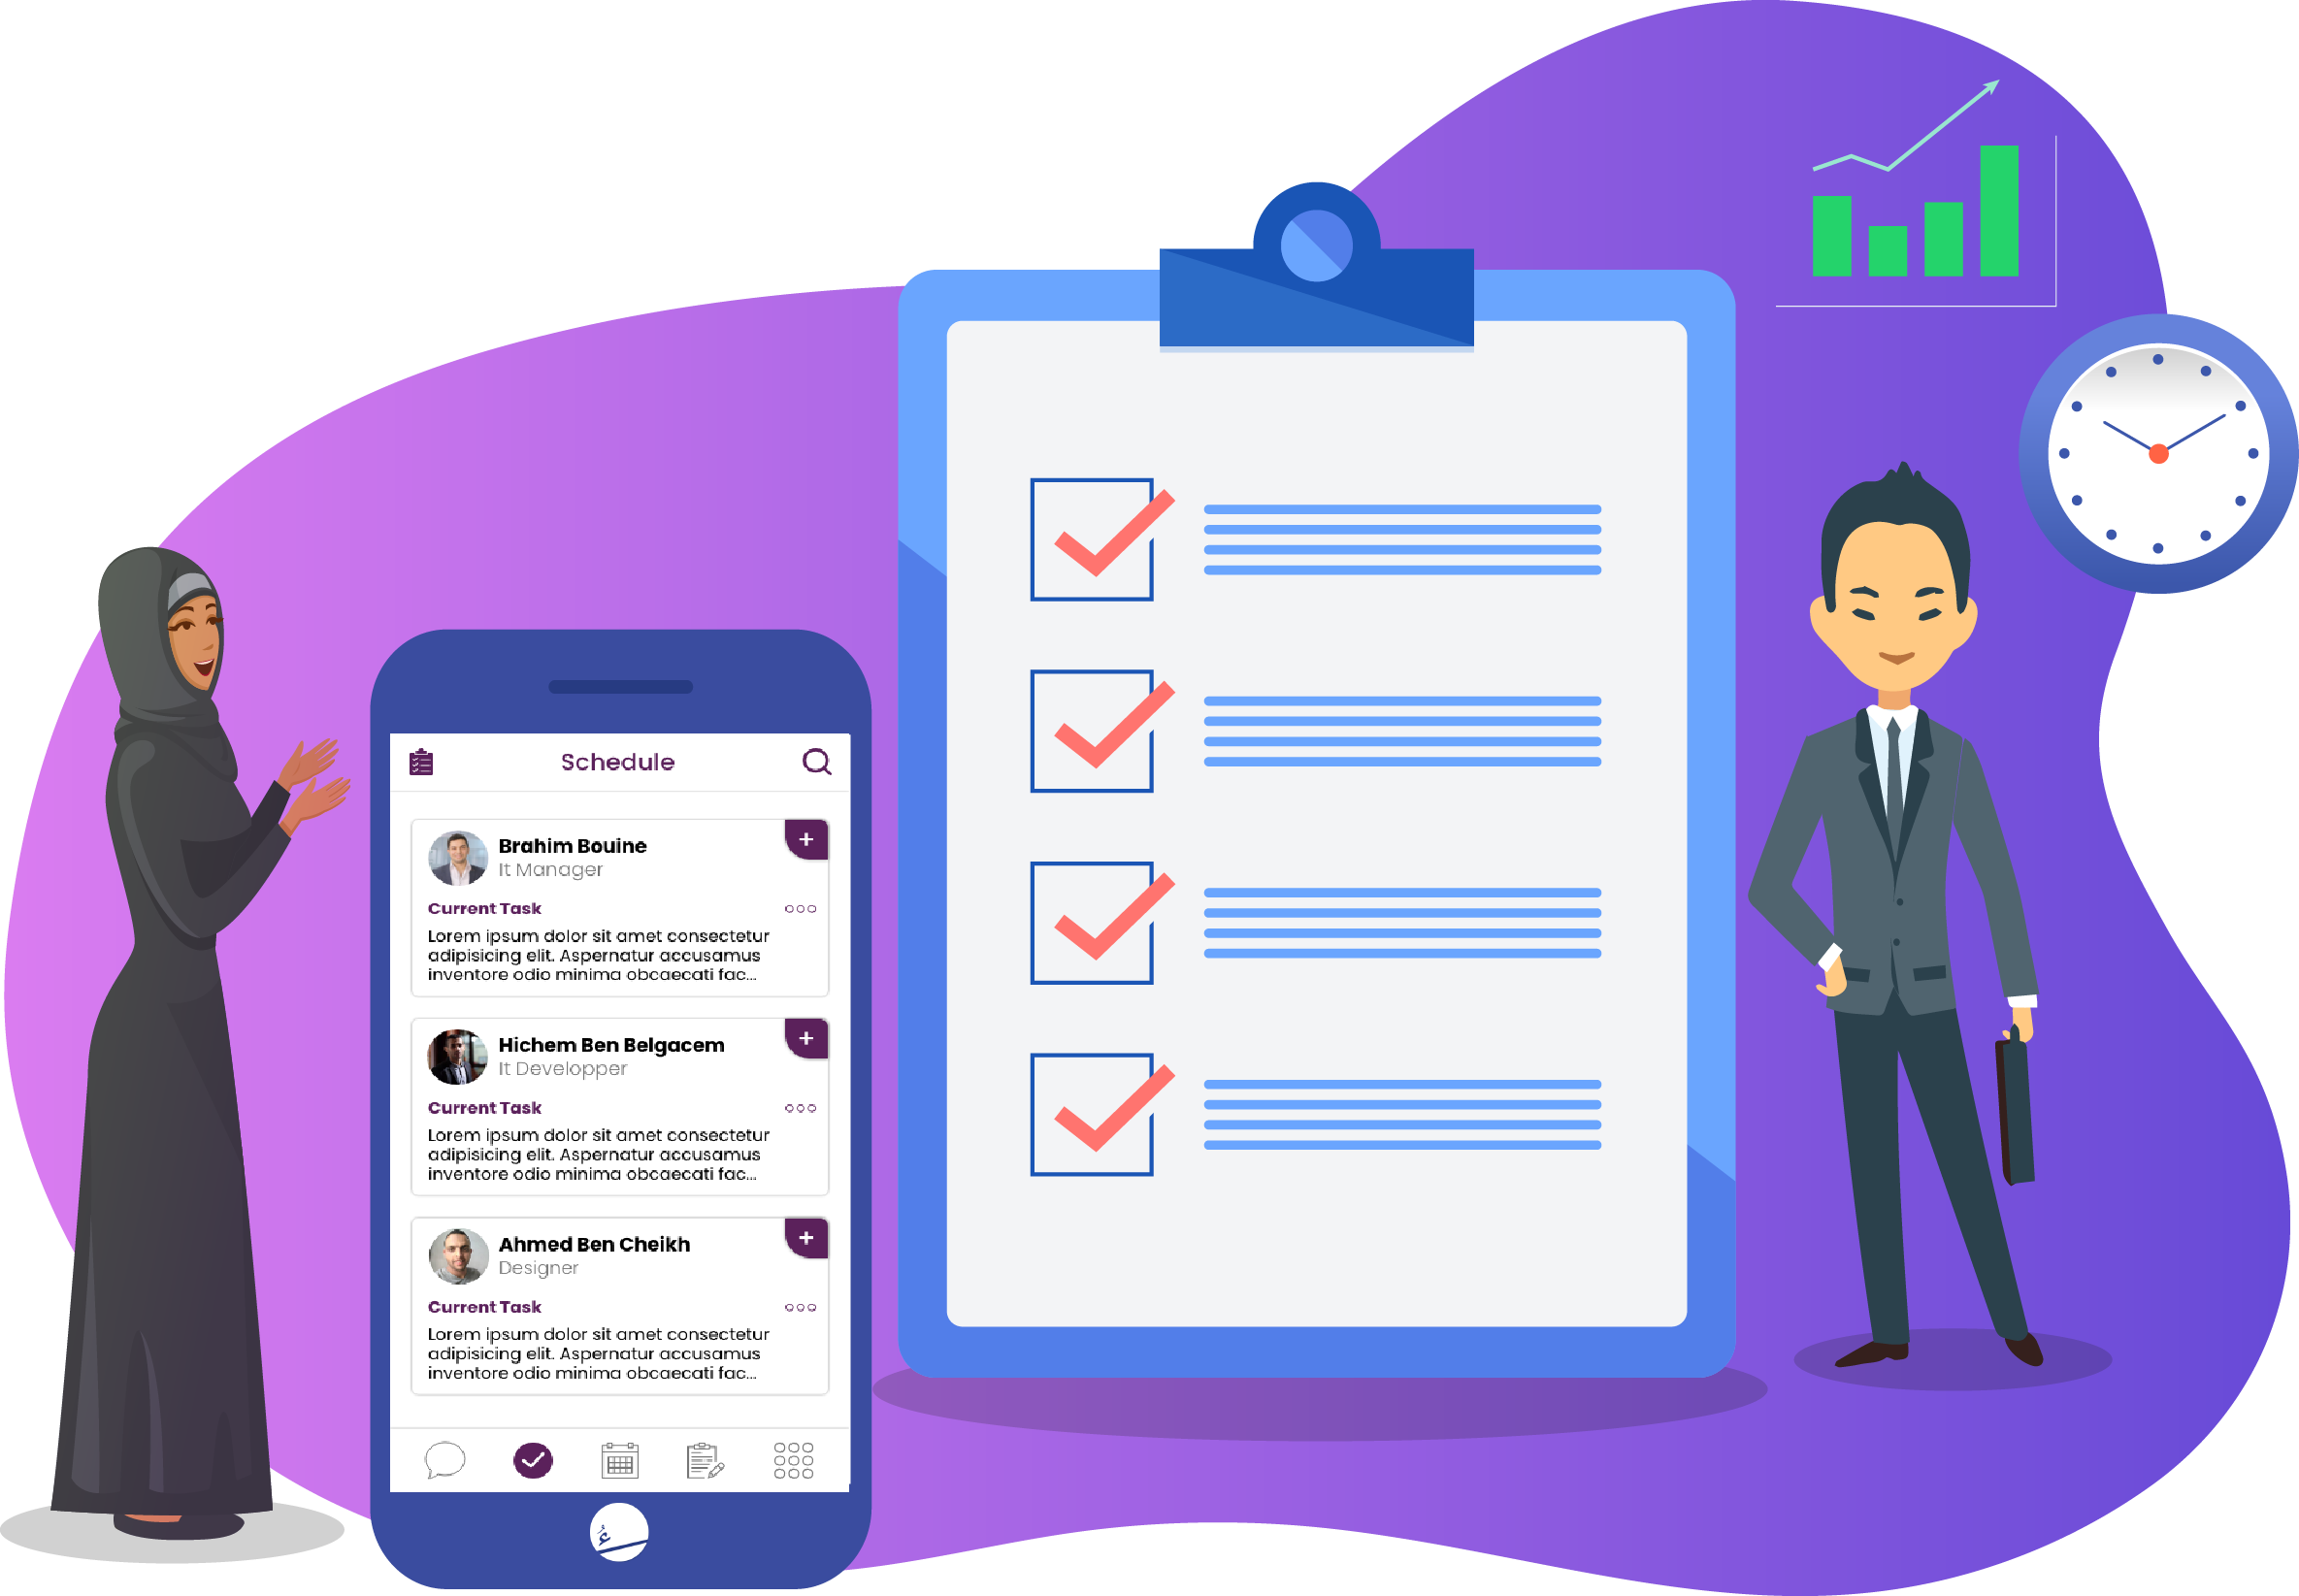 Schedule
Brahim Bouine
It Manager
Current Task
Lorem ipsum dolor sit amet consectetur
adipisicing elit. Aspernatur accusamus
inventore odio minima obcaecati fac...
Hichem Ben Belgacem
It Developper
Current Task
Lorem ipsum dolor sit amet consectetur
adipisicing elit. Aspernatur accusamus
inventore odio minima obcaecati fac...
Ahmed Ben Cheikh
Designer
Current Task
Lorem ipsum dolor sit amet consectetur
adipisicing elit. Aspernatur accusamus
inventore odio minima obcaecati fac...